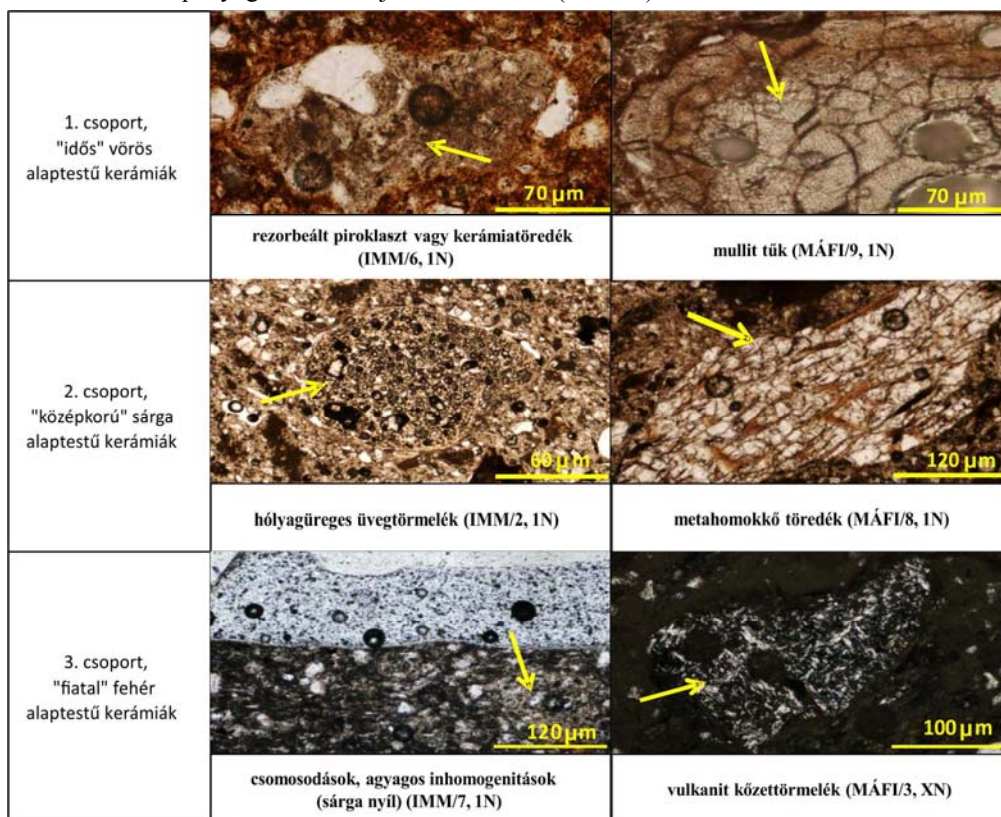 1. csoport,
"idős" vörös
alaptestű kerámiák
70 µm
70 µm
rezorbeált piroklaszt vagy kerámiatöredék
(IMM/6, 1N)
mullit tűk (MÁFI/9, 1N)
2. csoport,
"középkorú" sárga
alaptestű kerámiák
60 µm
120 µm
hólyagüreges üvegtörmelék (IMM/2, 1N)
metahomokkő töredék (MÁFI/8, 1N)
3. csoport,
"fiatal" fehér
alaptestű kerámiák
120 µm
100 µm
csomosodások, agyagos inhomogenitások
(sárga nyíl) (IMM/7, 1N)
vulkanit kőzettörmelék (MÁFI/3, XN)